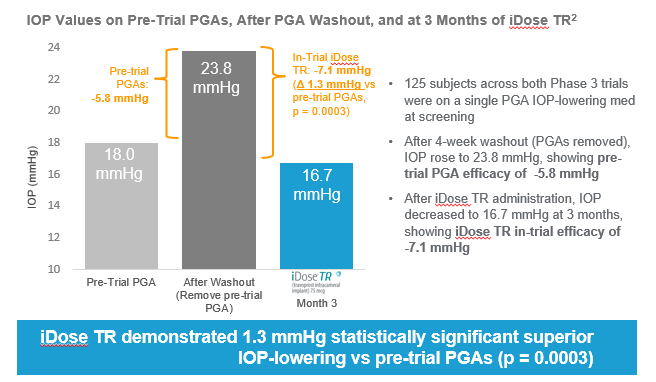 IOP Values on Pre-Trial PGAs, After PGA Washout, and at 3 Months of iDose TR2
24
22
20
18
16
14
12
10
IOP (mmHg)
Pre-trial
PGAs:
-5.8 mmHg
In-Trial iDose
TR: -7.1 mmHg
(Δ 1.3 mmHg vs
pre-trial PGAs,
p = 0.0003)
18.0
mmHg
23.8
mmHg
16.7
mmHg
Pre-Trial PGA
After Washout
(Remove pre-trial
PGA)
iDose TR
(travoprost intracameral
implant) 75 mcg
Month 3
• 125 subjects across both Phase 3 trials
were on a single PGA IOP-lowering med
at screening
• After 4-week washout (PGAs removed),
IOP rose to 23.8 mmHg, showing pre-
trial PGA efficacy of -5.8 mmHg
• After iDose TR administration, IOP
decreased to 16.7 mmHg at 3 months,
showing iDose TR in-trial efficacy of
-7.1 mmHg
iDose TR demonstrated 1.3 mmHg statistically significant superior
IOP-lowering vs pre-trial PGAs (p = 0.0003)